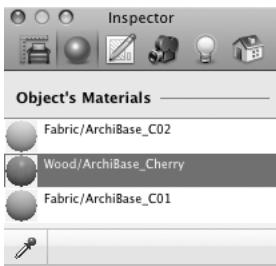 Inspector
Object's Materials
Fabric/ArchiBase_C02
Wood/ArchiBase_Cherry
Fabric/ArchiBase_C01